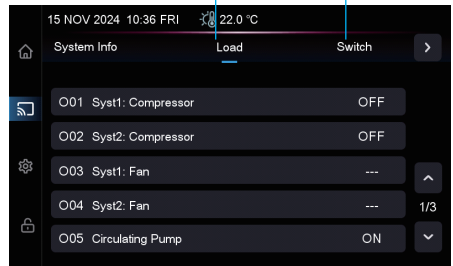 15 NOV 2024 10:36 FRI 22.0 °C
System Info Load Switch
O01 Syst1: Compressor OFF
O02 Syst2: Compressor OFF
O03 Syst1: Fan ---
O04 Syst2: Fan ---
1/3
O05 Circulating Pump ON